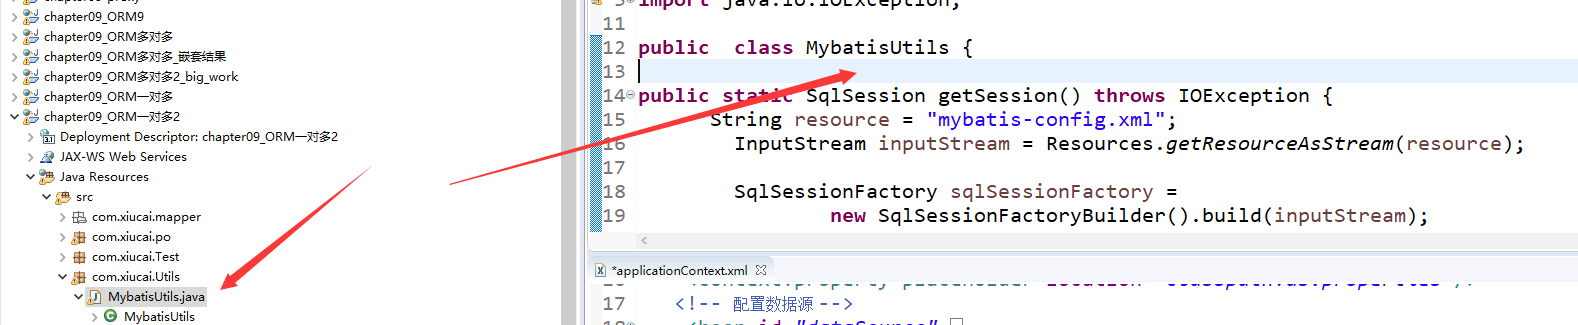 chapter09_ORM9
chapter09_ORM多对多
chapter09_ORM多对多_嵌套结果
chapter09_ORM多对多2_big_work
chapter09_ORM一对多
chapter09_ORM一对多2
Deployment Descriptor: chapter09_ORM一对多2
JAX-WS Web Services
Java Resources
src
com.xiucai.mapper
com.xiucai.po
com.xiucai.Test
com.xiucai.Utils
MybatisUtils.java
MybatisUtils
import java.io.IOException;
11
12 public  class MybatisUtils {
13
14 public static SqlSession getSession() throws IOException {
15 String resource = "mybatis-config.xml";
16 InputStream inputStream = Resources.getResourceAsStream(resource);
17
18 SqlSessionFactory sqlSessionFactory =
19 new SqlSessionFactoryBuilder().build(inputStream);
*applicationContext.xml
17 <!-- 配置数据源 -->
<bean id="dataSource"